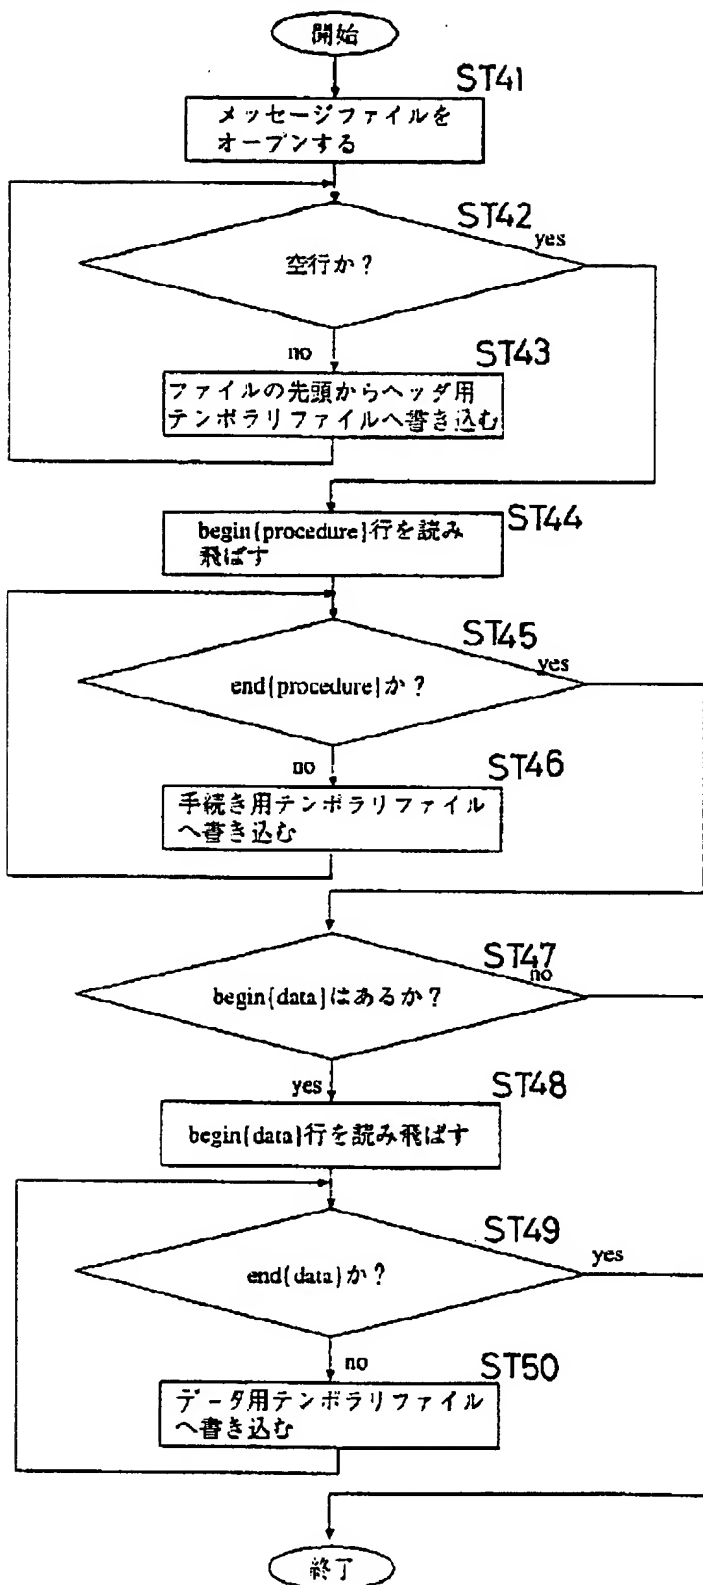 開始
ST41
メッセージファイルを
オープンする
ST42
yes
空行か？
no
ST43
ファイルの先頭からヘッダ用
テンポラリファイルへ書き込む
ST44
begin{procedure}行を読み
飛ばす
ST45
yes
end{procedure}か？
no
ST46
手続き用テンポラリファイル
へ書き込む
ST47
no
begin{data}はあるか？
yes
ST48
begin{data}行を読み飛ばす
ST49
yes
end{data}か？
no
ST50
データ用テンポラリファイル
へ書き込む
終了